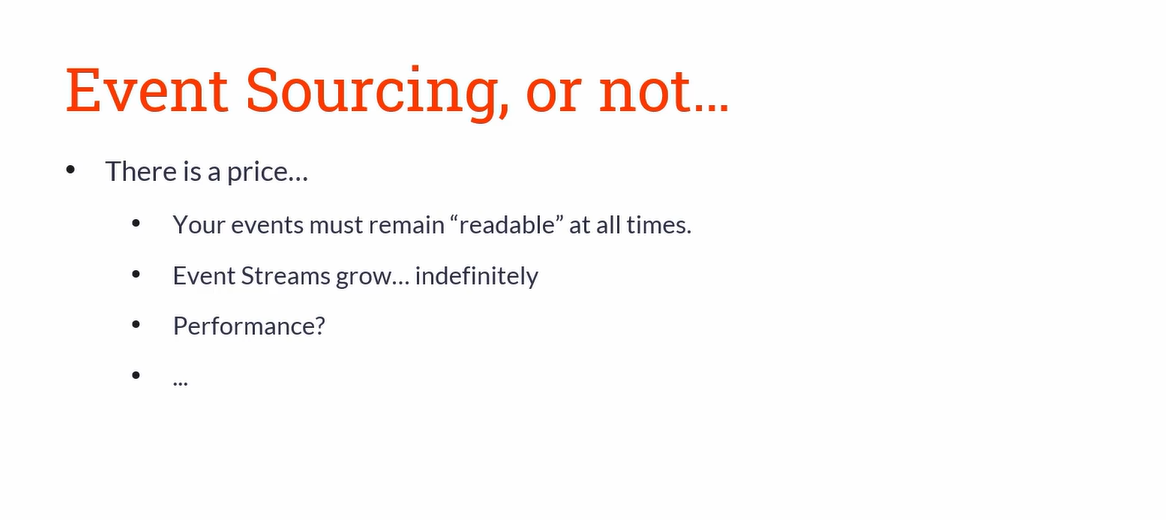 Event Sourcing, or not...
• There is a price...
• Your events must remain “readable” at all times.
• Event Streams grow... indefinitely
• Performance?
• ...